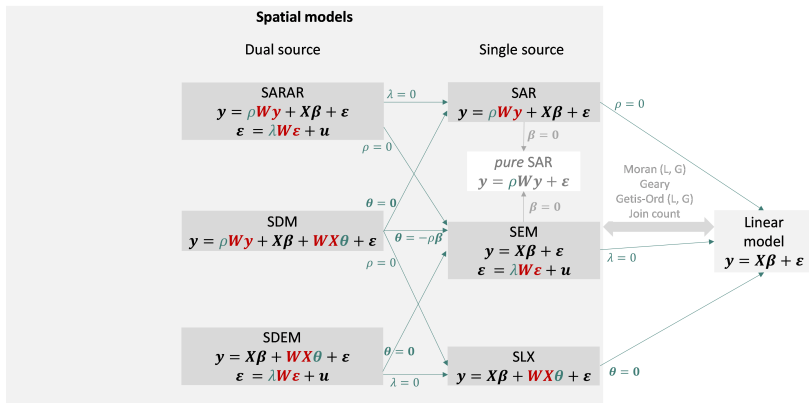 Spatial models
Dual source
Single source
SARAR
y = ρWy + Xβ + ε
ε = λWε + u
λ = 0
ρ = 0
SAR
y = ρWy + Xβ + ε
ρ = 0
β = 0
pure SAR
y = ρWy + ε
β = 0
Moran (L, G)
Geary
Getis-Ord (L, G)
Join count
θ = 0
SDM
y = ρWy + Xβ + WXθ + ε
θ = −ρβ
ρ = 0
SEM
y = Xβ + ε
ε = λWε + u
λ = 0
Linear
model
y = Xβ + ε
SDEM
y = Xβ + WXθ + ε
ε = λWε + u
θ = 0
λ = 0
SLX
y = Xβ + WXθ + ε
θ = 0